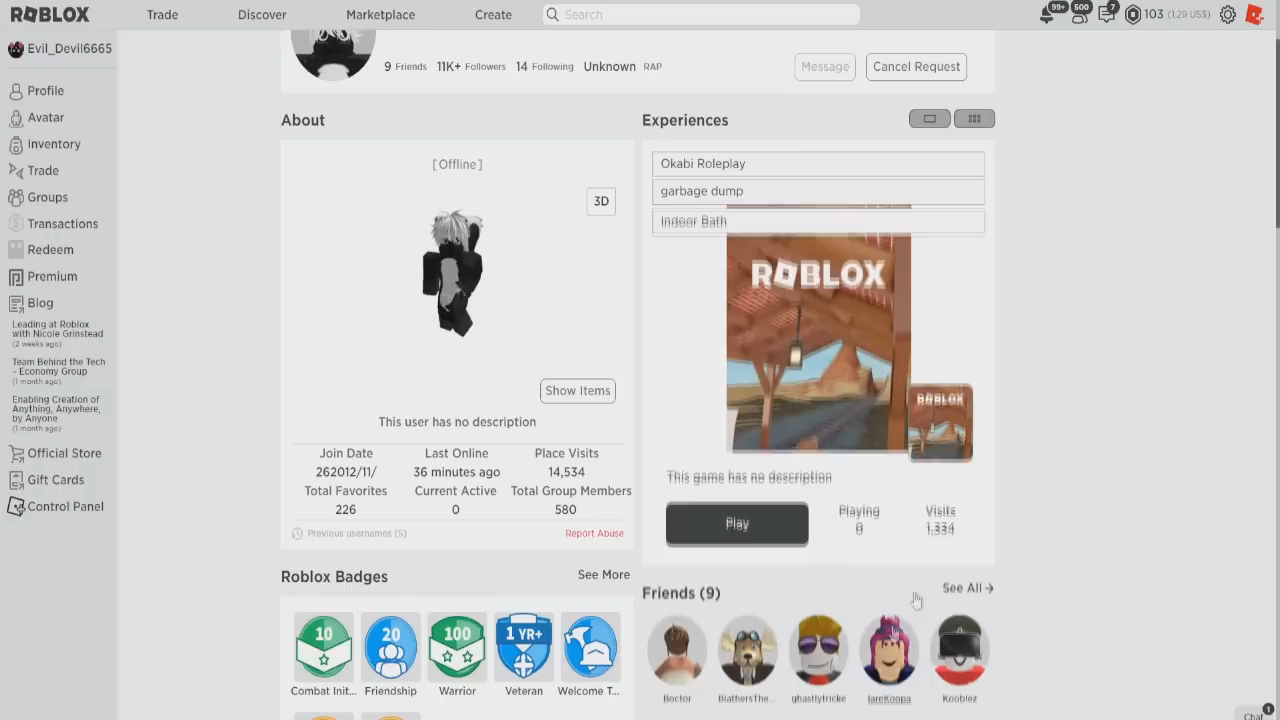 ROBLOX
Trade
Discover
Marketplace
Create
Search
99+
500
7
103 (1.29 US$)
Evil_Devil6665
Profile
Avatar
Inventory
Trade
Groups
Transactions
Redeem
Premium
Blog
Leading at Roblox
with Nicole Grinstead
(2 weeks ago)
Team Behind the Tech
- Economy Group
(1 month ago)
Enabling Creation of
Anything, Anywhere,
by Anyone
(1 month ago)
Official Store
Gift Cards
Control Panel
9 Friends 11K+ Followers 14 Following Unknown RAP
Message
Cancel Request
About
[Offline]
3D
Show Items
This user has no description
Join Date Last Online Place Visits
262012/11/ 36 minutes ago 14,534
Total Favorites Current Active Total Group Members
226 0 580
Previous usernames (5)
Report Abuse
Roblox Badges
See More
10
20
100
1 YR+
Combat Init... Friendship Warrior Veteran Welcome T...
Experiences
Okabi Roleplay
garbage dump
Indoor Bath
ROBLOX
ROBLOX
This game has no description
Play
Playing Visits
0 1,334
Friends (9)
See All →
Boctor BlathersThe... ghastlytricke IareKoopa Kooblez
Chat
1